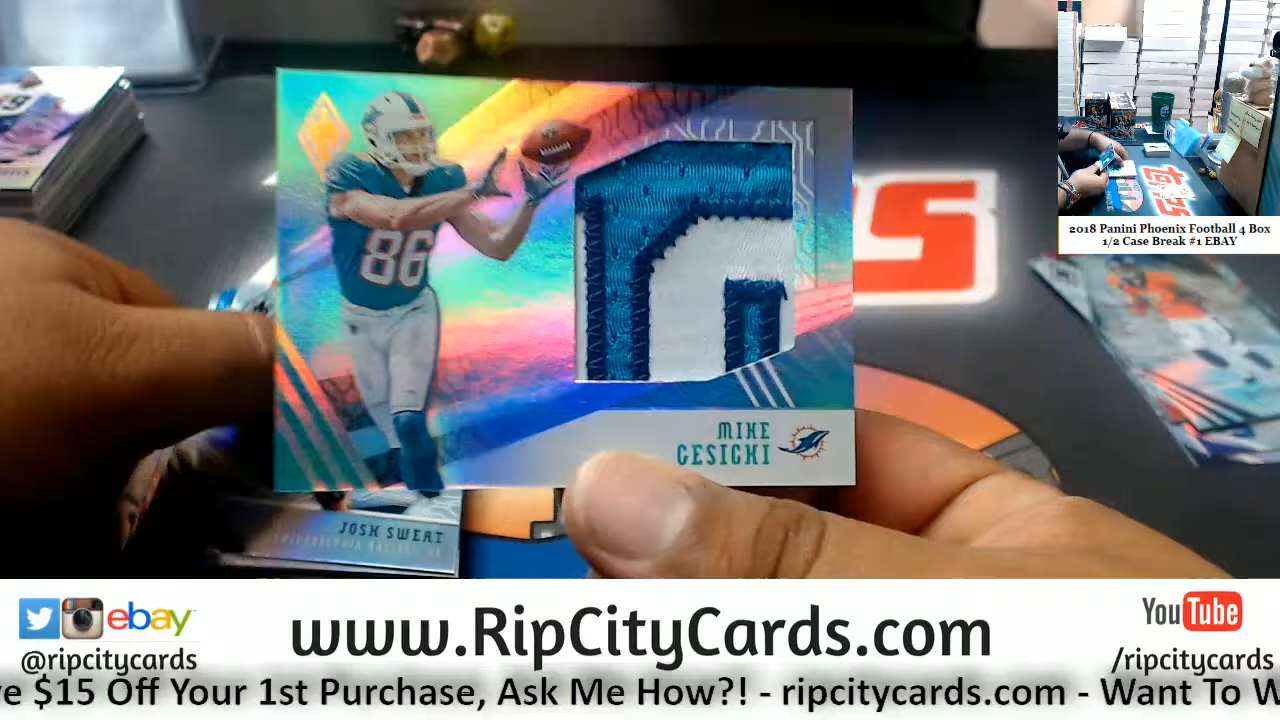 86
MIKE
GESICKI
JOSH SWEAT
2018 Panini Phoenix Football 4 Box
1/2 Case Break #1 EBAY
ebay
@ripcitycards
www.RipCityCards.com
YouTube
/ripcitycards
e $15 Off Your 1st Purchase, Ask Me How?! - ripcitycards.com - Want To W